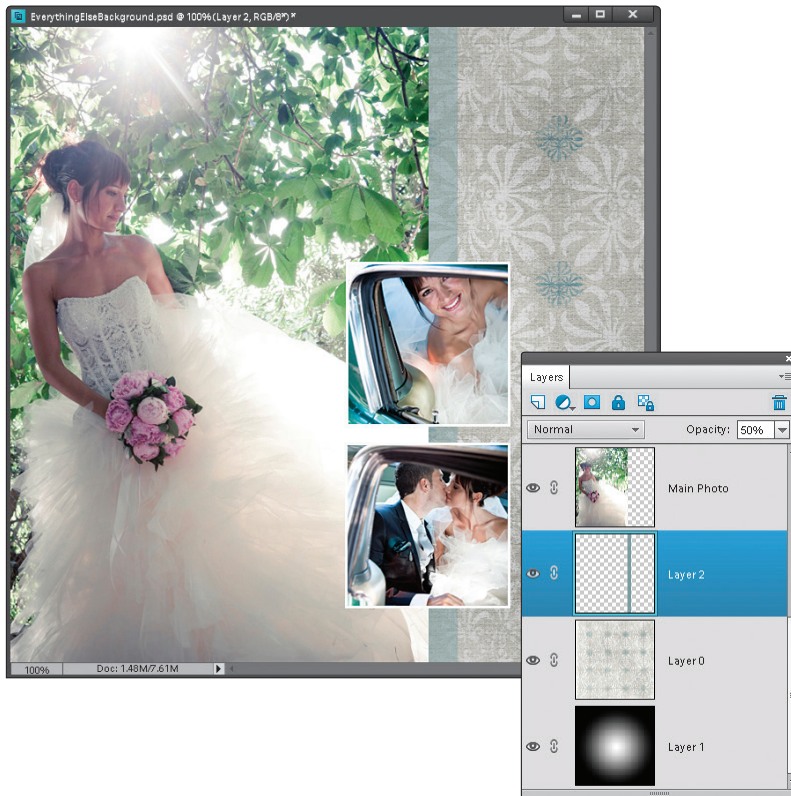 EverythingElseBackground.psd @ 100% (Layer 2, RGB/8*) *
Layers
Normal Opacity: 50%
Main Photo
Layer 2
Layer 0
Layer 1
100% Doc: 1.48M/7.61M